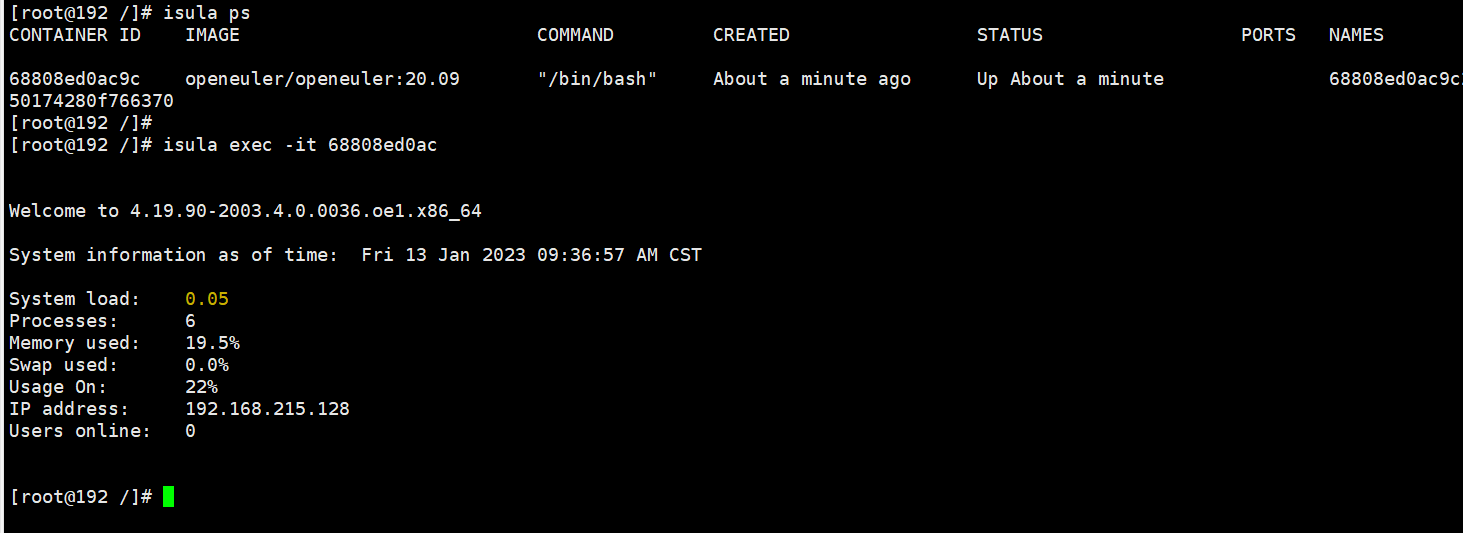 [root@192 /]# isula ps
CONTAINER ID    IMAGE                           COMMAND         CREATED                 STATUS                  PORTS   NAMES
68808ed0ac9c    openeuler/openeuler:20.09       "/bin/bash"     About a minute ago      Up About a minute               68808ed0ac9c
50174280f766370
[root@192 /]#
[root@192 /]# isula exec -it 68808ed0ac
Welcome to 4.19.90-2003.4.0.0036.oe1.x86_64
System information as of time:  Fri 13 Jan 2023 09:36:57 AM CST
System load:    0.05
Processes:      6
Memory used:    19.5%
Swap used:      0.0%
Usage On:       22%
IP address:     192.168.215.128
Users online:   0
[root@192 /]#